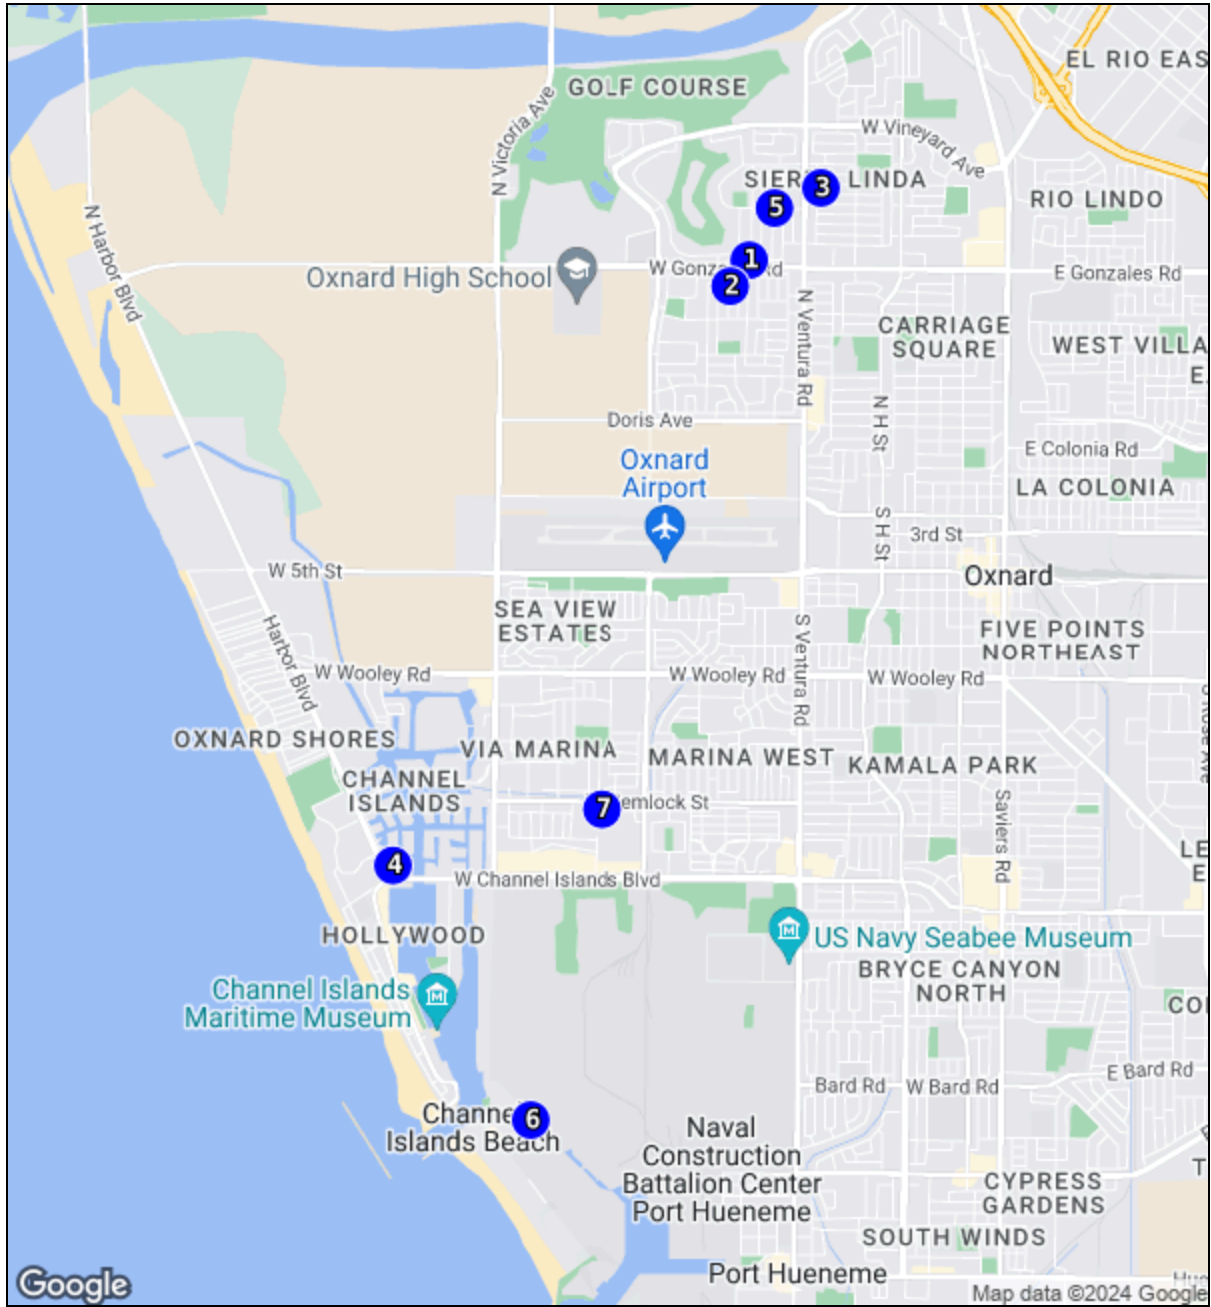 EL RIO EAS
GOLF COURSE
N Victoria Ave
W Vineyard Ave
SIER
LINDA
3
5
RIO LINDO
N Harbor Blvd
1
W Gonza
Rd
2
Oxnard High School
E Gonzales Rd
N Ventura Rd
CARRIAGE
SQUARE
WEST VILLA
E.
Doris Ave
N H St
E Colonia Rd
Oxnard
Airport
LA COLONIA
S H St
3rd St
W 5th St
Oxnard
SEA VIEW
ESTATES
Harbor Blvd
S Ventura Rd
FIVE POINTS
NORTHEAST
W Wooley Rd
W Wooley Rd
W Wooley Rd
OXNARD SHORES
VIA MARINA
MARINA WEST
KAMALA PARK
CHANNEL
ISLANDS
7
emlock St
Saviers Rd
LE
E
4
W Channel Islands Blvd
HOLLYWOOD
US Navy Seabee Museum
BRYCE CANYON
NORTH
Channel Islands
Maritime Museum
CO
Bard Rd
W Bard Rd
E Bard Rd
Channe
6
Islands Beach
Naval
Construction
Battalion Center
Port Hueneme
T
CYPRESS
GARDENS
SOUTH WINDS
Port Hueneme
Hue
Google
Map data ©2024 Google